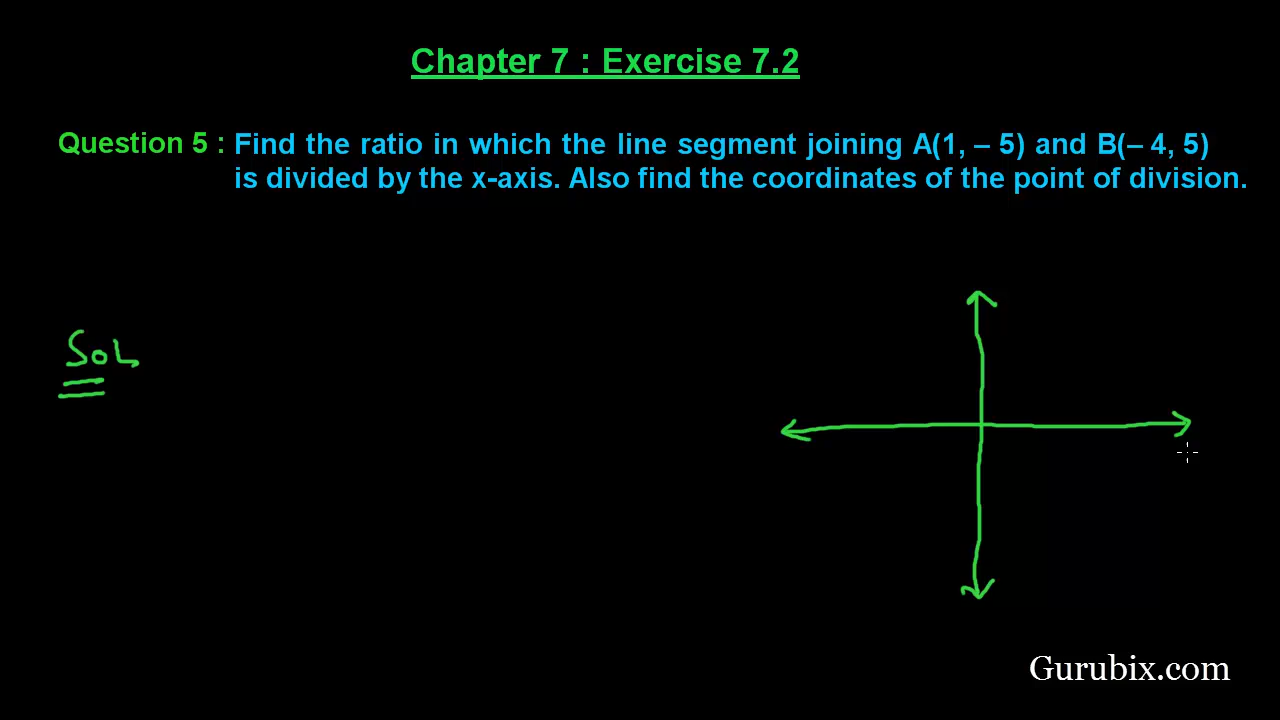 Chapter 7 : Exercise 7.2
Question 5 : Find the ratio in which the line segment joining A(1, – 5) and B(– 4, 5)
is divided by the x-axis. Also find the coordinates of the point of division.
SOL
Gurubix.com